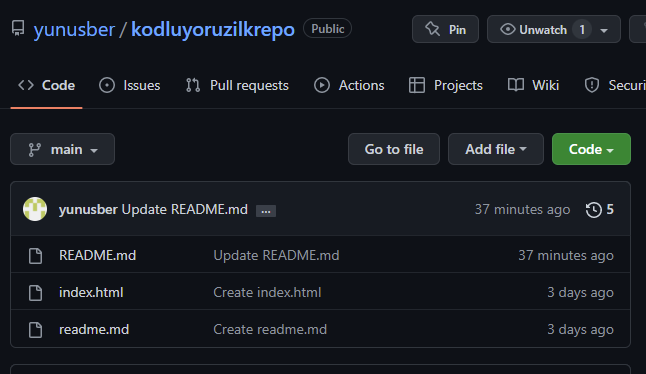 yunusber / kodluyoruzilkrepo Public Pin Unwatch 1
Code Issues Pull requests Actions Projects Wiki Securi
main Go to file Add file Code
yunusber Update README.md ... 37 minutes ago 5
README.md Update README.md 37 minutes ago
index.html Create index.html 3 days ago
readme.md Create readme.md 3 days ago